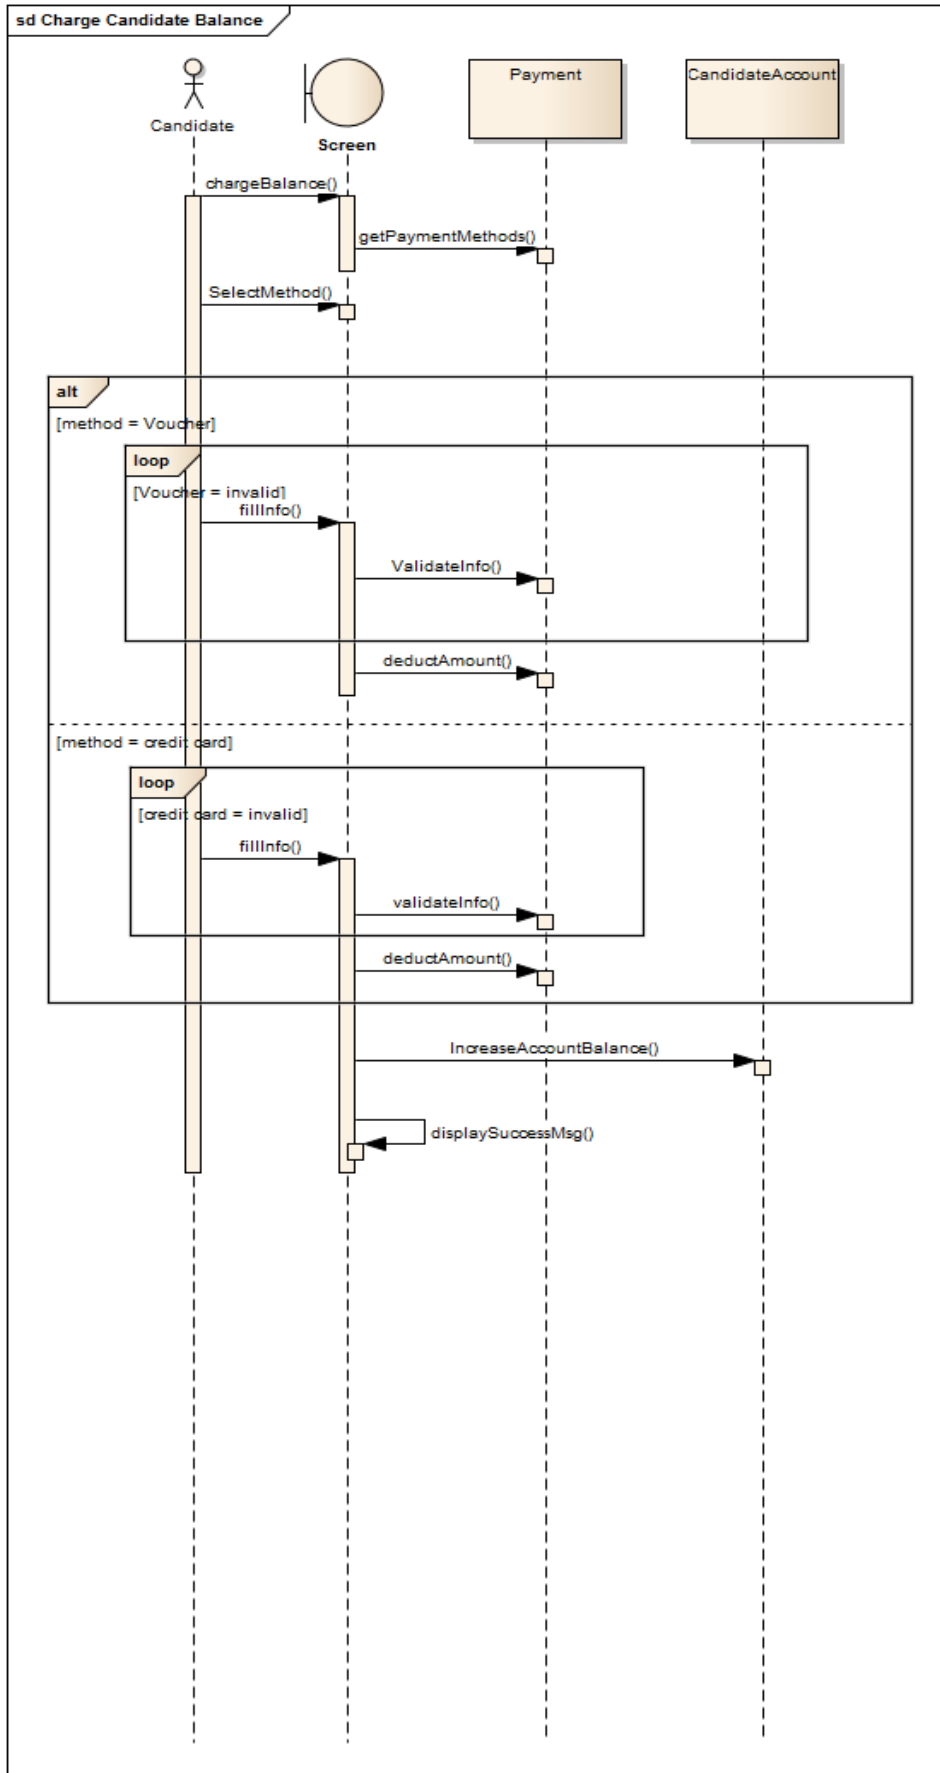 sd Charge Candidate Balance
Payment
CandidateAccount
Candidate
Screen
chargeBalance()
getPaymentMethods()
SelectMethod()
alt
[method = Voucher]
loop
[Voucher = invalid]
fillInfo()
ValidateInfo()
deductAmount()
[method = credit card]
loop
[credit card = invalid]
fillInfo()
validateInfo()
deductAmount()
IncreaseAccountBalance()
displaySuccessMsg()